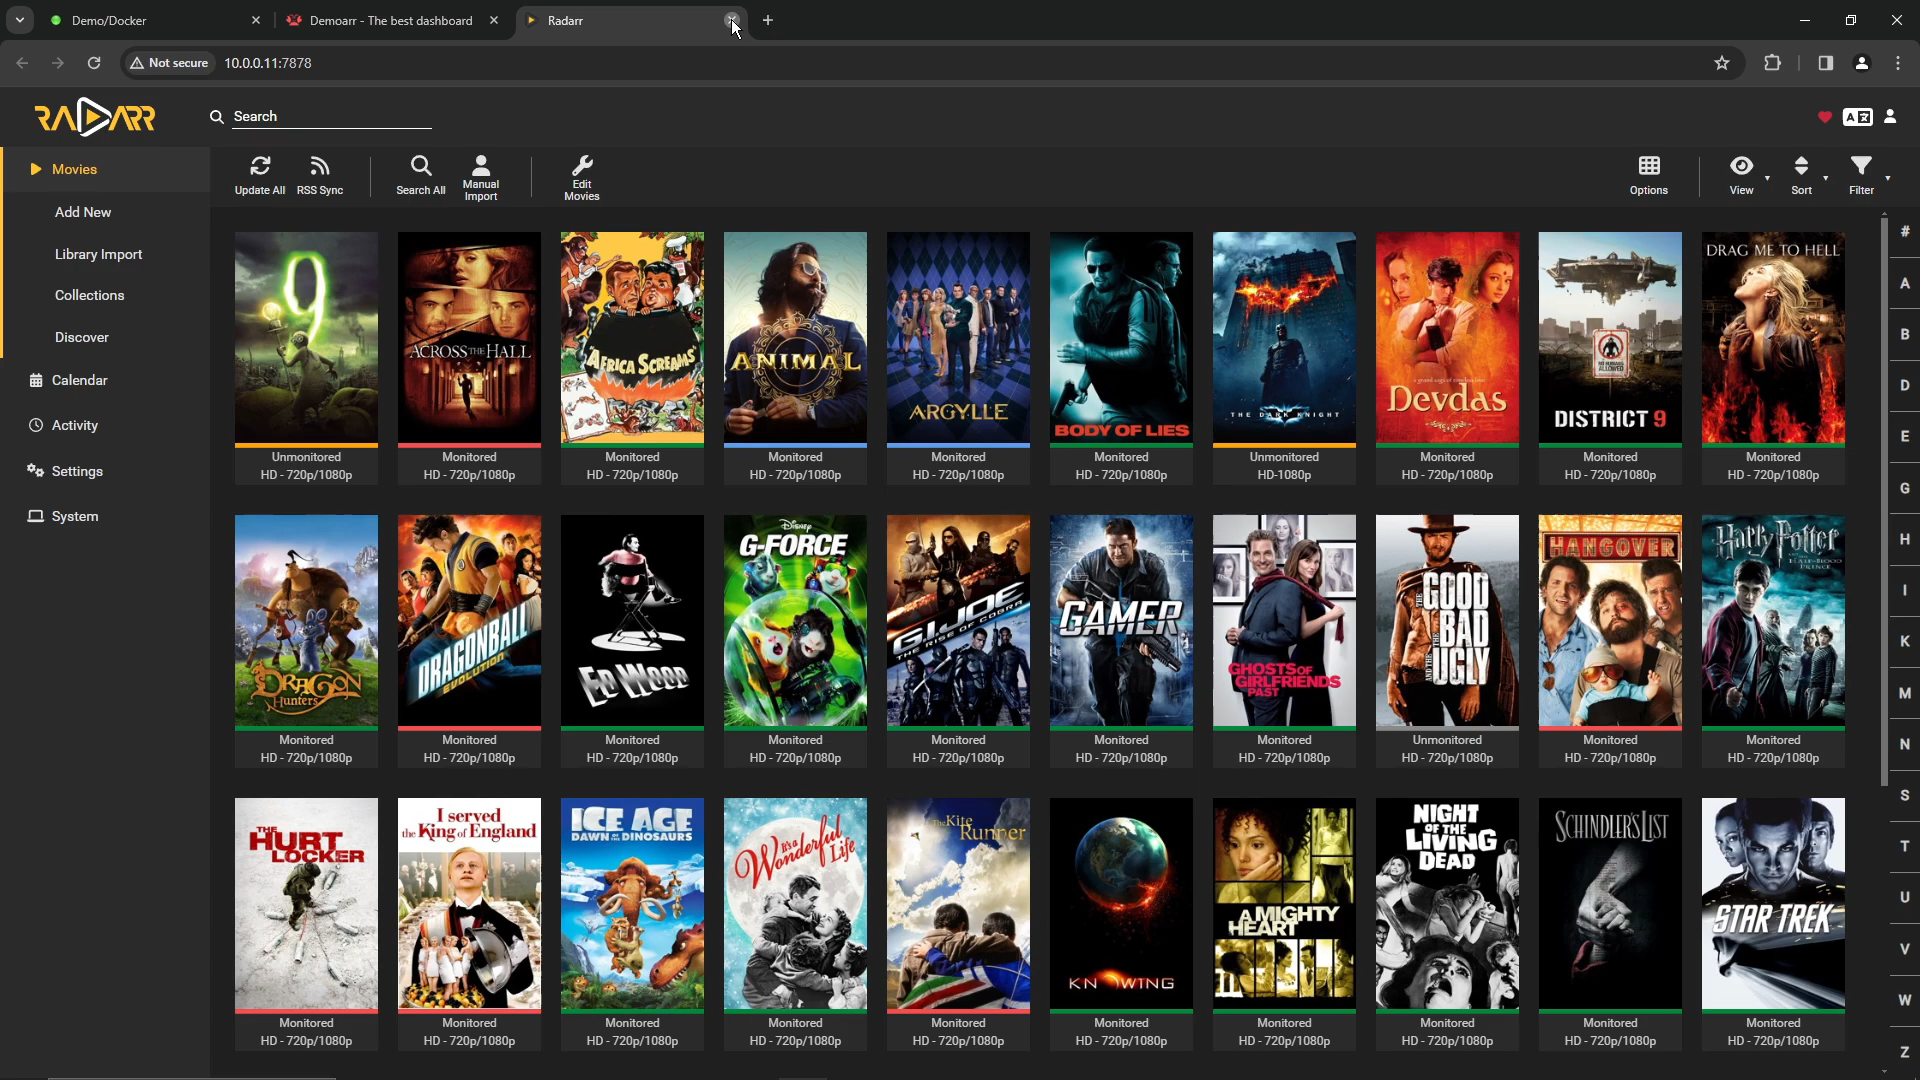 Demo/Docker
Demoarr - The best dashboard
Radarr
Not secure
10.0.0.11:7878
RADARR
Search
Movies
Add New
Library Import
Collections
Discover
Calendar
Activity
Settings
System
Update All
RSS Sync
Search All
Manual Import
Edit Movies
Options
View
Sort
Filter
9
ACROSS THE HALL
"AFRICA SCREAMS"
ANIMAL
ARGYLLE
BODY OF LIES
THE DARK KNIGHT
Devdas
DISTRICT 9
DRAG ME TO HELL
Unmonitored Monitored Monitored Monitored Monitored Monitored Unmonitored Monitored Monitored Monitored
HD - 720p/1080p HD - 720p/1080p HD - 720p/1080p HD - 720p/1080p HD - 720p/1080p HD - 720p/1080p HD-1080p HD - 720p/1080p HD - 720p/1080p HD - 720p/1080p
DRAGON Hunters
DRAGONBALL EVOLUTION
ED WOOD
DISNEY G-FORCE
G.I. JOE THE RISE OF COBRA
GAMER
GHOSTS OF GIRLFRIENDS PAST
THE GOOD THE BAD AND THE UGLY
HANGOVER
Harry Potter AND THE HALF-BLOOD PRINCE
Monitored Monitored Monitored Monitored Monitored Monitored Monitored Unmonitored Monitored Monitored
HD - 720p/1080p HD - 720p/1080p HD - 720p/1080p HD - 720p/1080p HD - 720p/1080p HD - 720p/1080p HD - 720p/1080p HD - 720p/1080p HD - 720p/1080p HD - 720p/1080p
THE HURT LOCKER
I served the King of England
ICE AGE DAWN OF THE DINOSAURS
It's a Wonderful Life
The Kite Runner
KNOWING
A MIGHTY HEART
NIGHT OF THE LIVING DEAD
SCHINDLER'S LIST
STAR TREK
Monitored Monitored Monitored Monitored Monitored Monitored Monitored Monitored Monitored Monitored
HD - 720p/1080p HD - 720p/1080p HD - 720p/1080p HD - 720p/1080p HD - 720p/1080p HD - 720p/1080p HD - 720p/1080p HD - 720p/1080p HD - 720p/1080p HD - 720p/1080p
#
A
B
D
E
G
H
I
K
M
N
S
T
U
V
W
Z